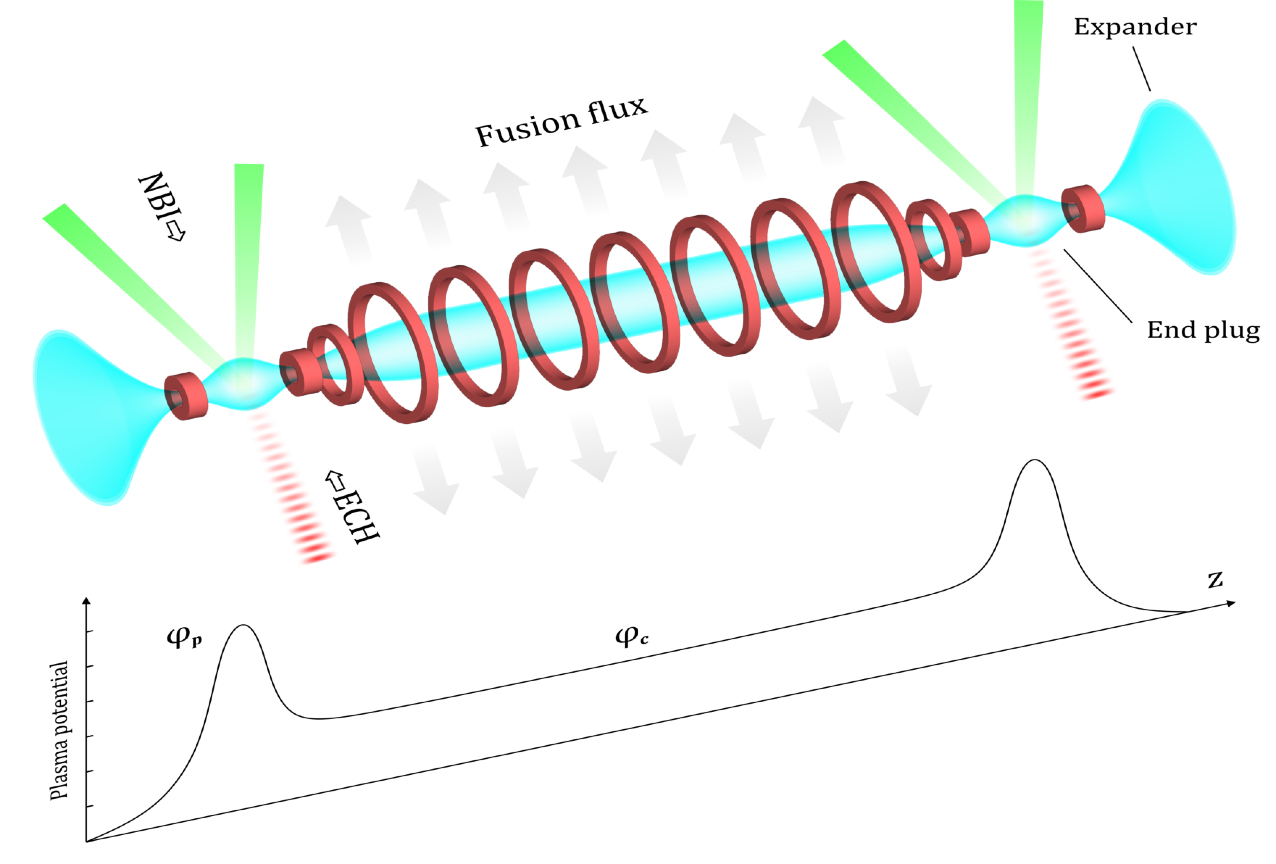 Expander
Fusion flux
NBI⇨
End plug
⇦ECH
φp
φc
z
Plasma potential